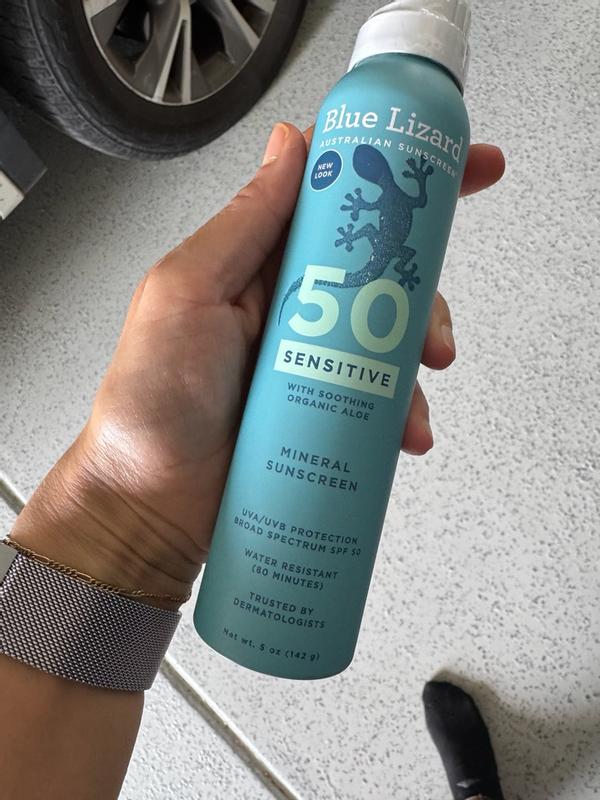 Blue Lizard
AUSTRALIAN SUNSCREEN
NEW
LOOK
50
SENSITIVE
WITH SOOTHING
ORGANIC ALOE
MINERAL
SUNSCREEN
UVA/UVB PROTECTION
BROAD SPECTRUM SPF 50
WATER RESISTANT
(80 MINUTES)
TRUSTED BY
DERMATOLOGISTS
Net wt. 5 oz (142 g)